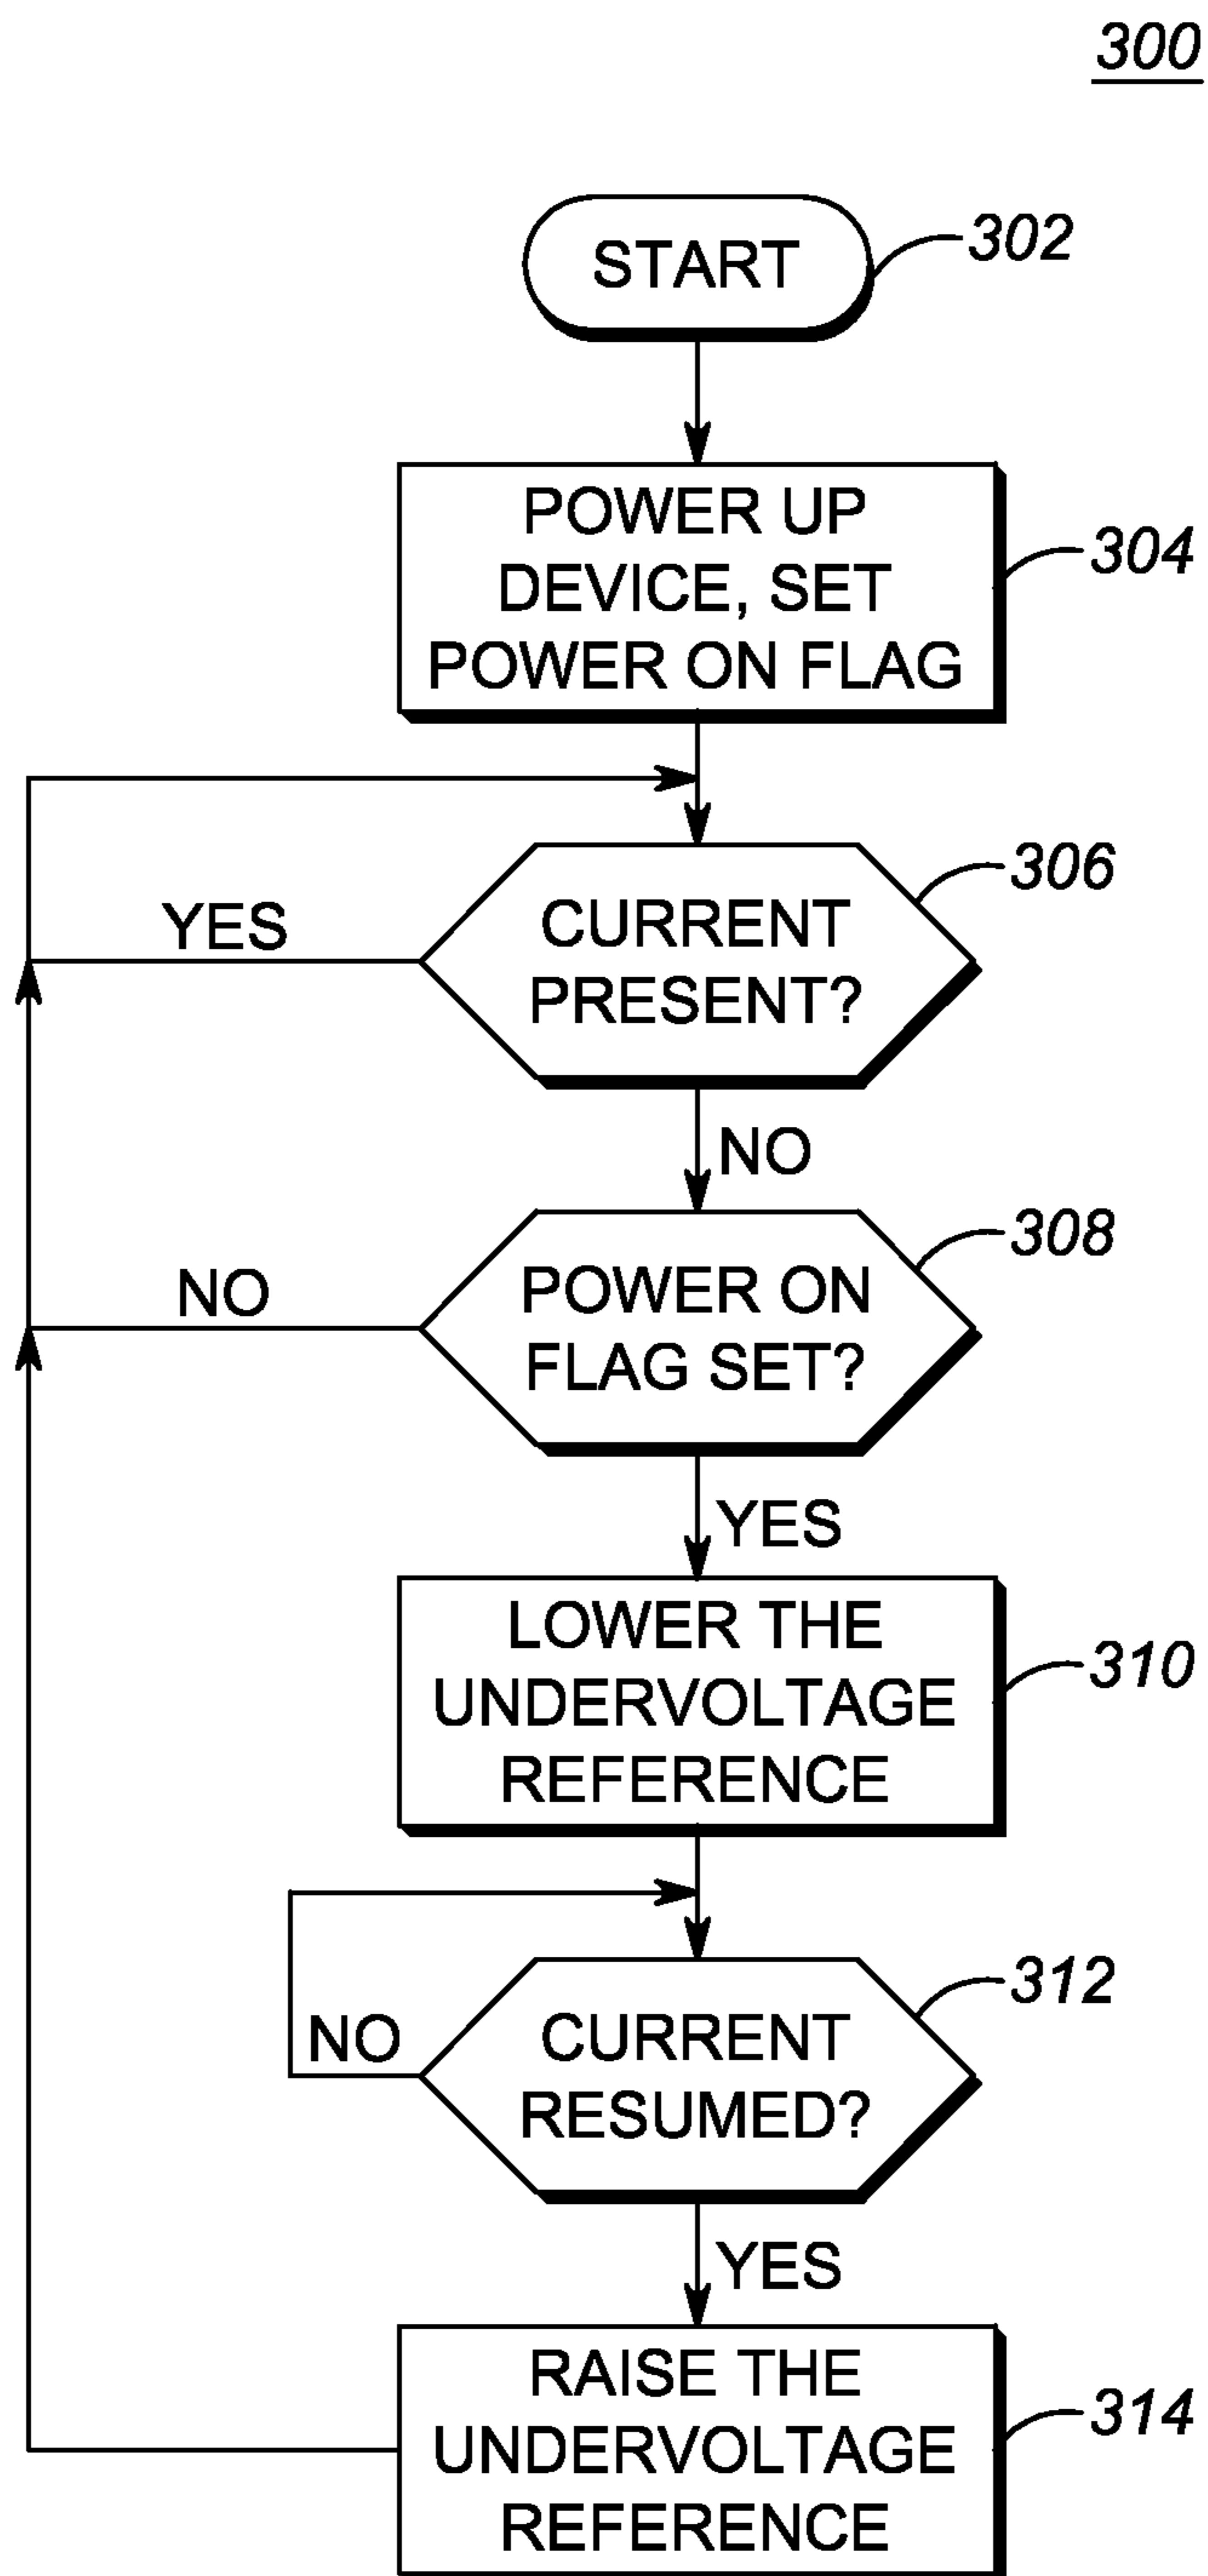 300
START
302
POWER UP
DEVICE, SET
POWER ON FLAG
304
CURRENT
PRESENT?
306
YES
NO
POWER ON
FLAG SET?
308
NO
YES
LOWER THE
UNDERVOLTAGE
REFERENCE
310
CURRENT
RESUMED?
312
NO
YES
RAISE THE
UNDERVOLTAGE
REFERENCE
314